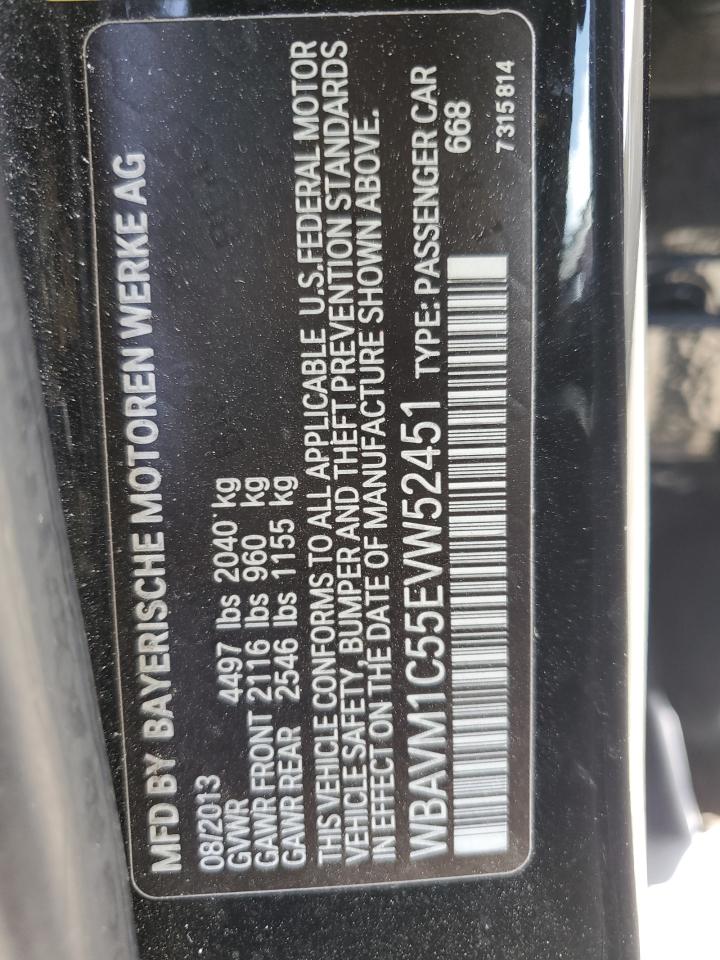 MFD BY BAYERISCHE MOTOREN WERKE AG
08/2013
GVWR 4497 lbs 2040 kg
GAWR FRONT 2116 lbs 960 kg
GAWR REAR 2546 lbs 1155 kg
THIS VEHICLE CONFORMS TO ALL APPLICABLE U.S.FEDERAL MOTOR
VEHICLE SAFETY, BUMPER AND THEFT PREVENTION STANDARDS
IN EFFECT ON THE DATE OF MANUFACTURE SHOWN ABOVE.
WBAVM1C55EVW52451 TYPE: PASSENGER CAR
668
7315814